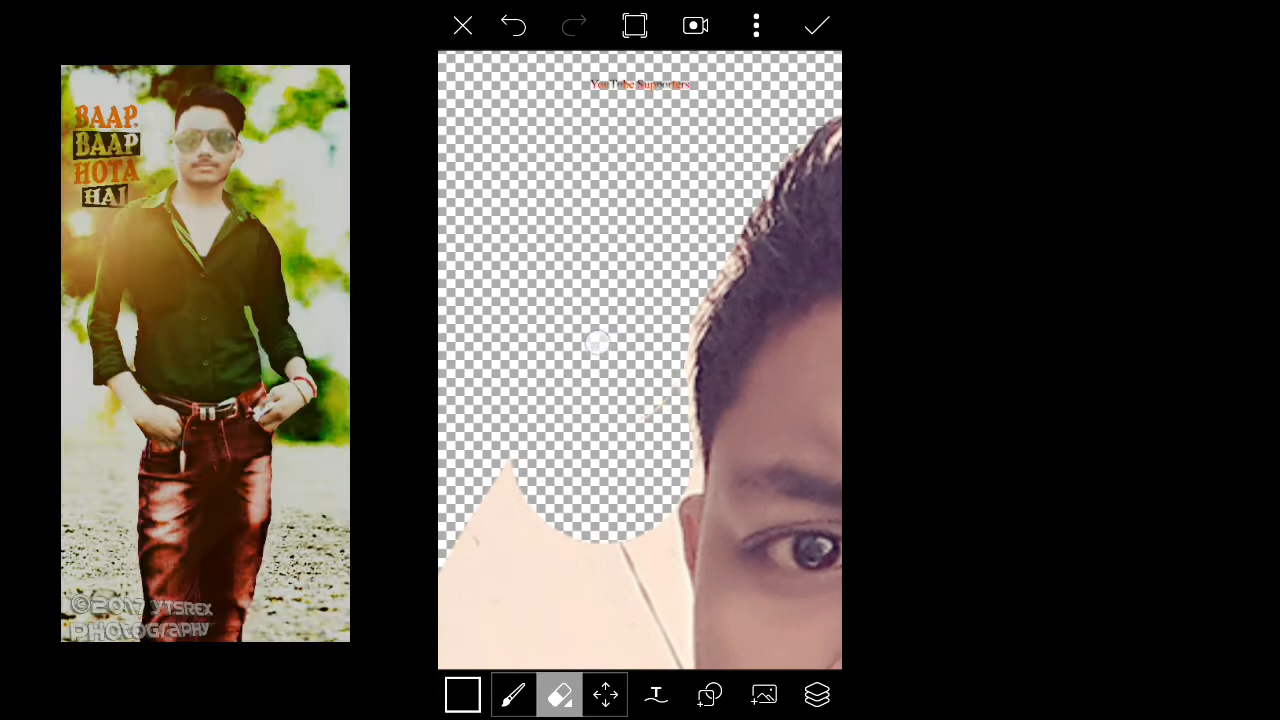 BAAP.
BAAP
HOTA
HAI
©2017 YTSREX
PHOTOGRAPHY
YouTube Supporters
T